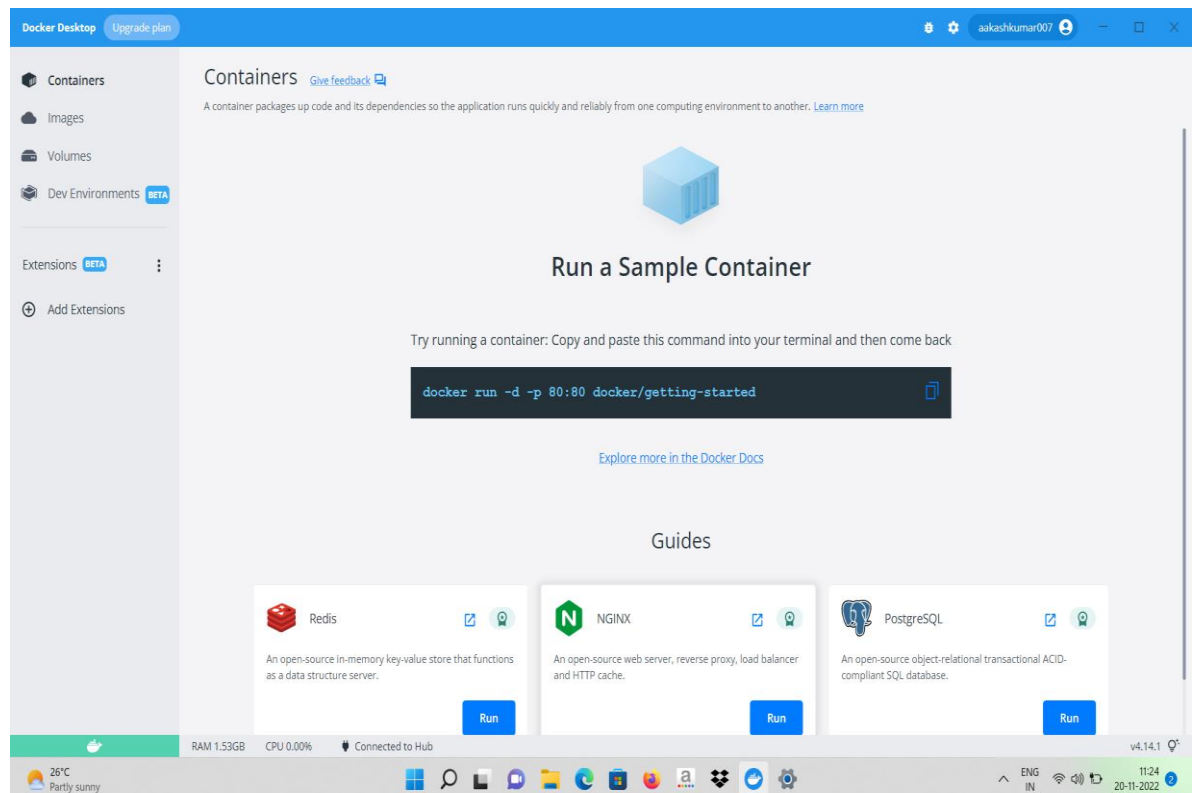 Docker Desktop Upgrade plan aakashkumar007
Containers
Images
Volumes
Dev Environments BETA
Extensions BETA
Add Extensions
Containers Give feedback
A container packages up code and its dependencies so the application runs quickly and reliably from one computing environment to another. Learn more
Run a Sample Container
Try running a container: Copy and paste this command into your terminal and then come back
docker run -d -p 80:80 docker/getting-started
Explore more in the Docker Docs
Guides
Redis
An open-source in-memory key-value store that functions
as a data structure server.
Run
NGINX
An open-source web server, reverse proxy, load balancer
and HTTP cache.
Run
PostgreSQL
An open-source object-relational transactional ACID-
compliant SQL database.
Run
RAM 1.53GB CPU 0.00% Connected to Hub v4.14.1
26°C
Partly sunny
ENG
IN
11:24
20-11-2022
2